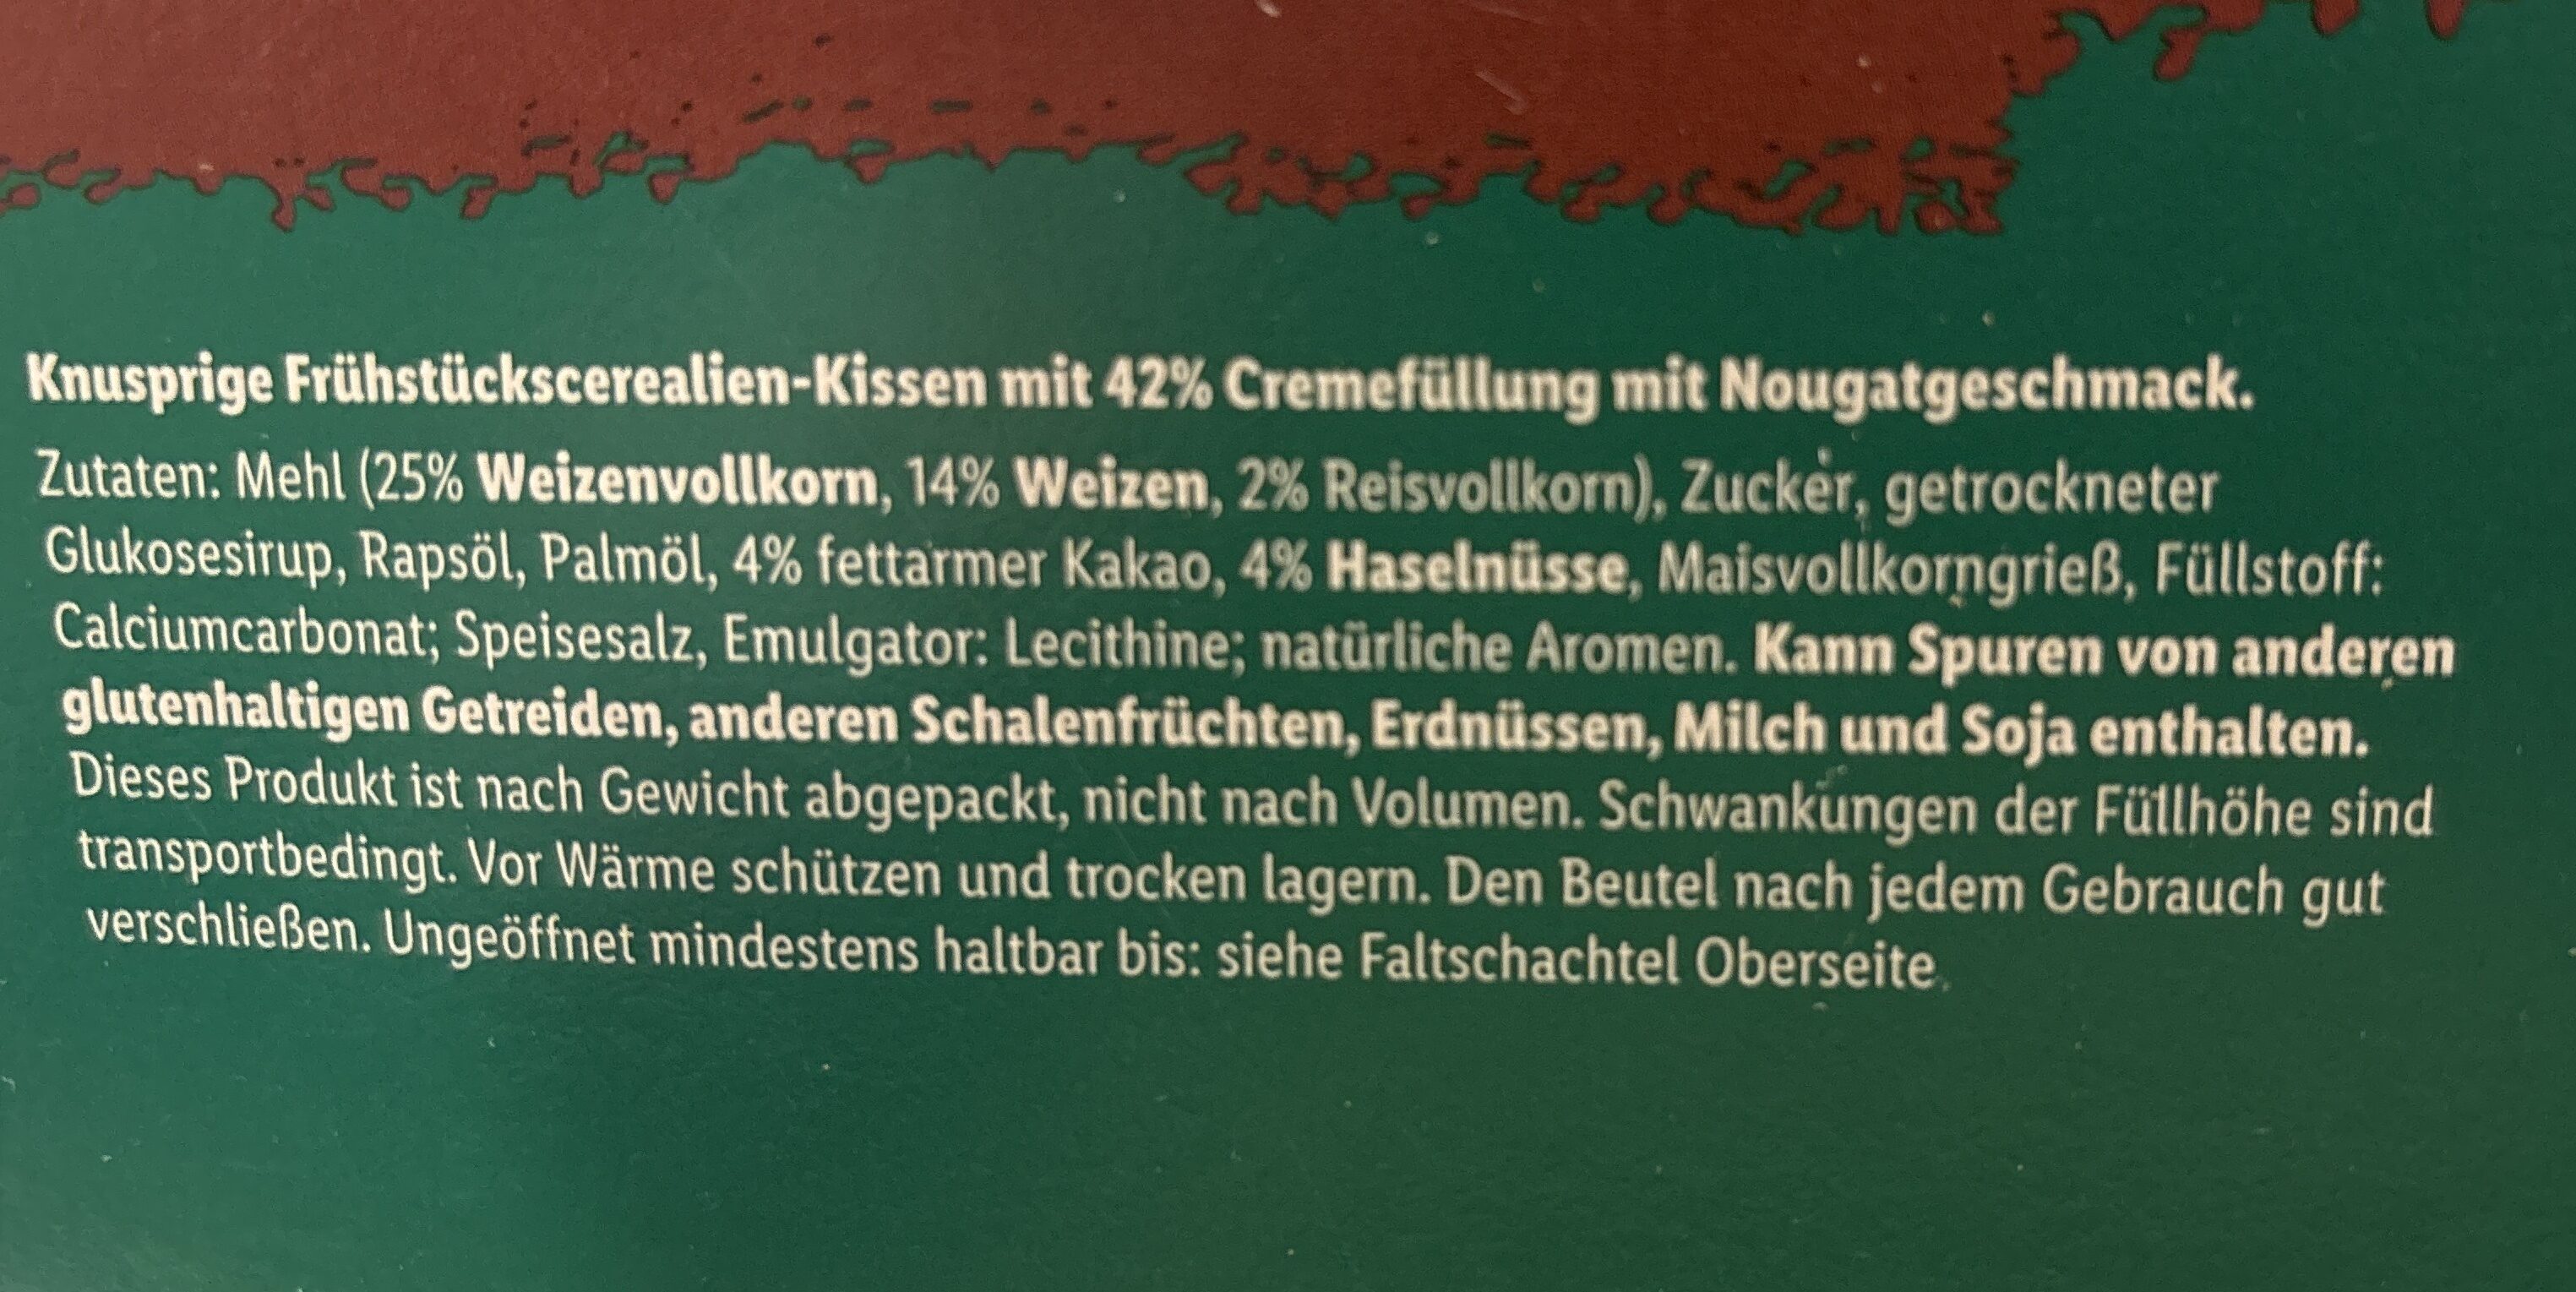 Knusprige Frühstückscerealien-Kissen mit 42% Cremefüllung mit Nougatgeschmack.
Zutaten: Mehl (25% Weizenvollkorn, 14% Weizen, 2% Reisvollkorn), Zucker, getrockneter
Glukosesirup, Rapsöl, Palmöl, 4% fettarmer Kakao, 4% Haselnüsse, Maisvollkorngrieß, Füllstoff:
Calciumcarbonat; Speisesalz, Emulgator: Lecithine; natürliche Aromen. Kann Spuren von anderen
glutenhaltigen Getreiden, anderen Schalenfrüchten, Erdnüssen, Milch und Soja enthalten.
Dieses Produkt ist nach Gewicht abgepackt, nicht nach Volumen. Schwankungen der Füllhöhe sind
transportbedingt. Vor Wärme schützen und trocken lagern. Den Beutel nach jedem Gebrauch gut
verschließen. Ungeöffnet mindestens haltbar bis: siehe Faltschachtel Oberseite.